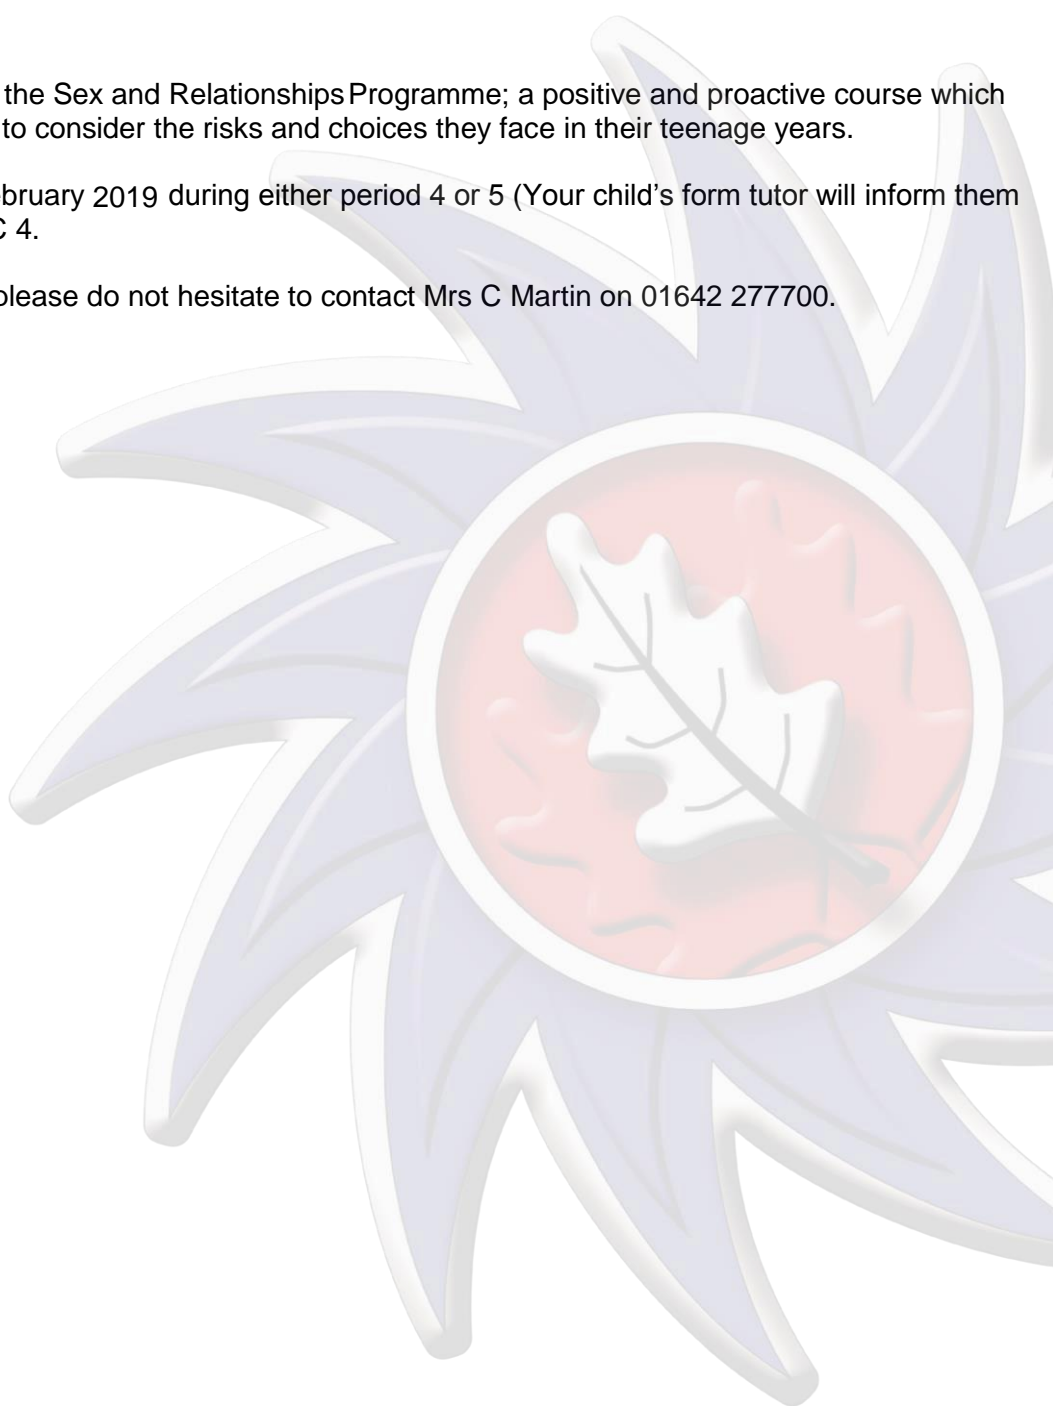 the Sex and Relationships Programme; a positive and proactive course which
to consider the risks and choices they face in their teenage years.
bruary 2019 during either period 4 or 5 (Your child's form tutor will inform them
C 4.
please do not hesitate to contact Mrs C Martin on 01642 277700.